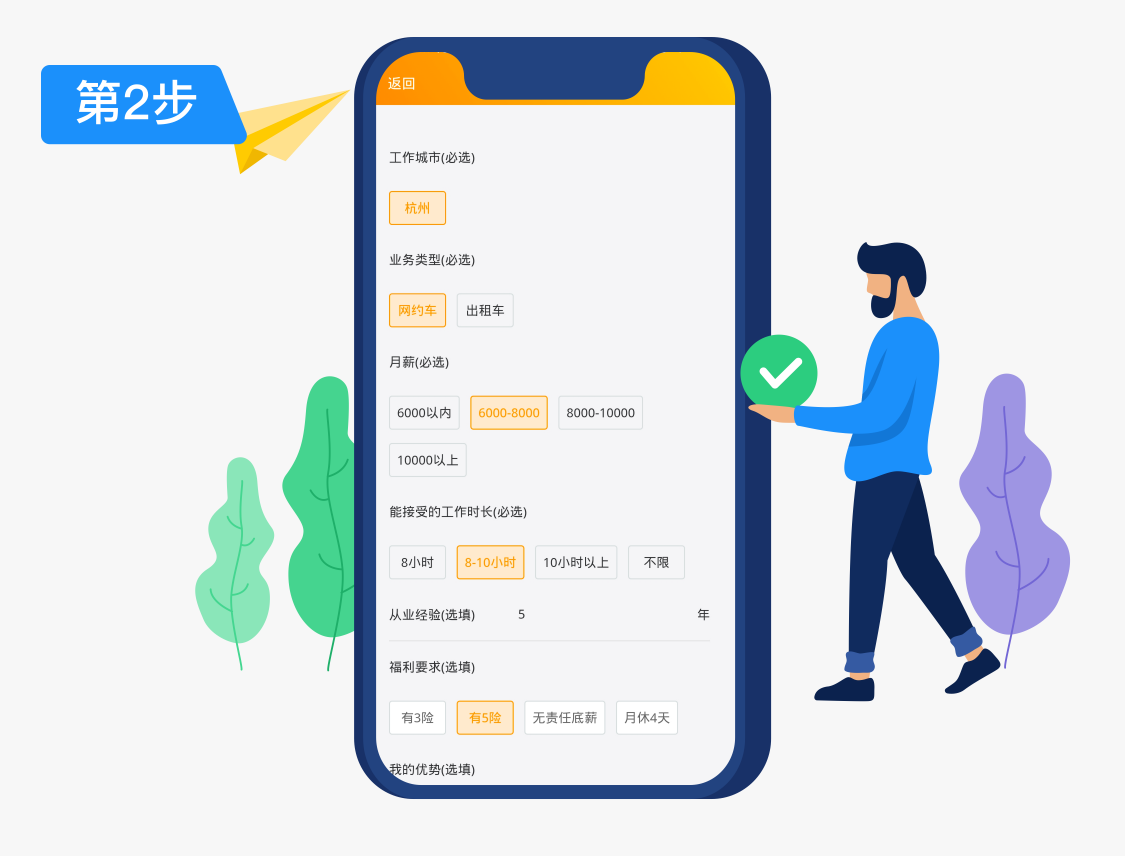 第2步
返回
工作城市(必选)
杭州
业务类型(必选)
网约车 出租车
月薪(必选)
6000以内 6000-8000 8000-10000
10000以上
能接受的工作时长(必选)
8小时 8-10小时 10小时以上 不限
从业经验(选填) 5 年
福利要求(选填)
有3险 有5险 无责任底薪 月休4天
我的优势(选填)